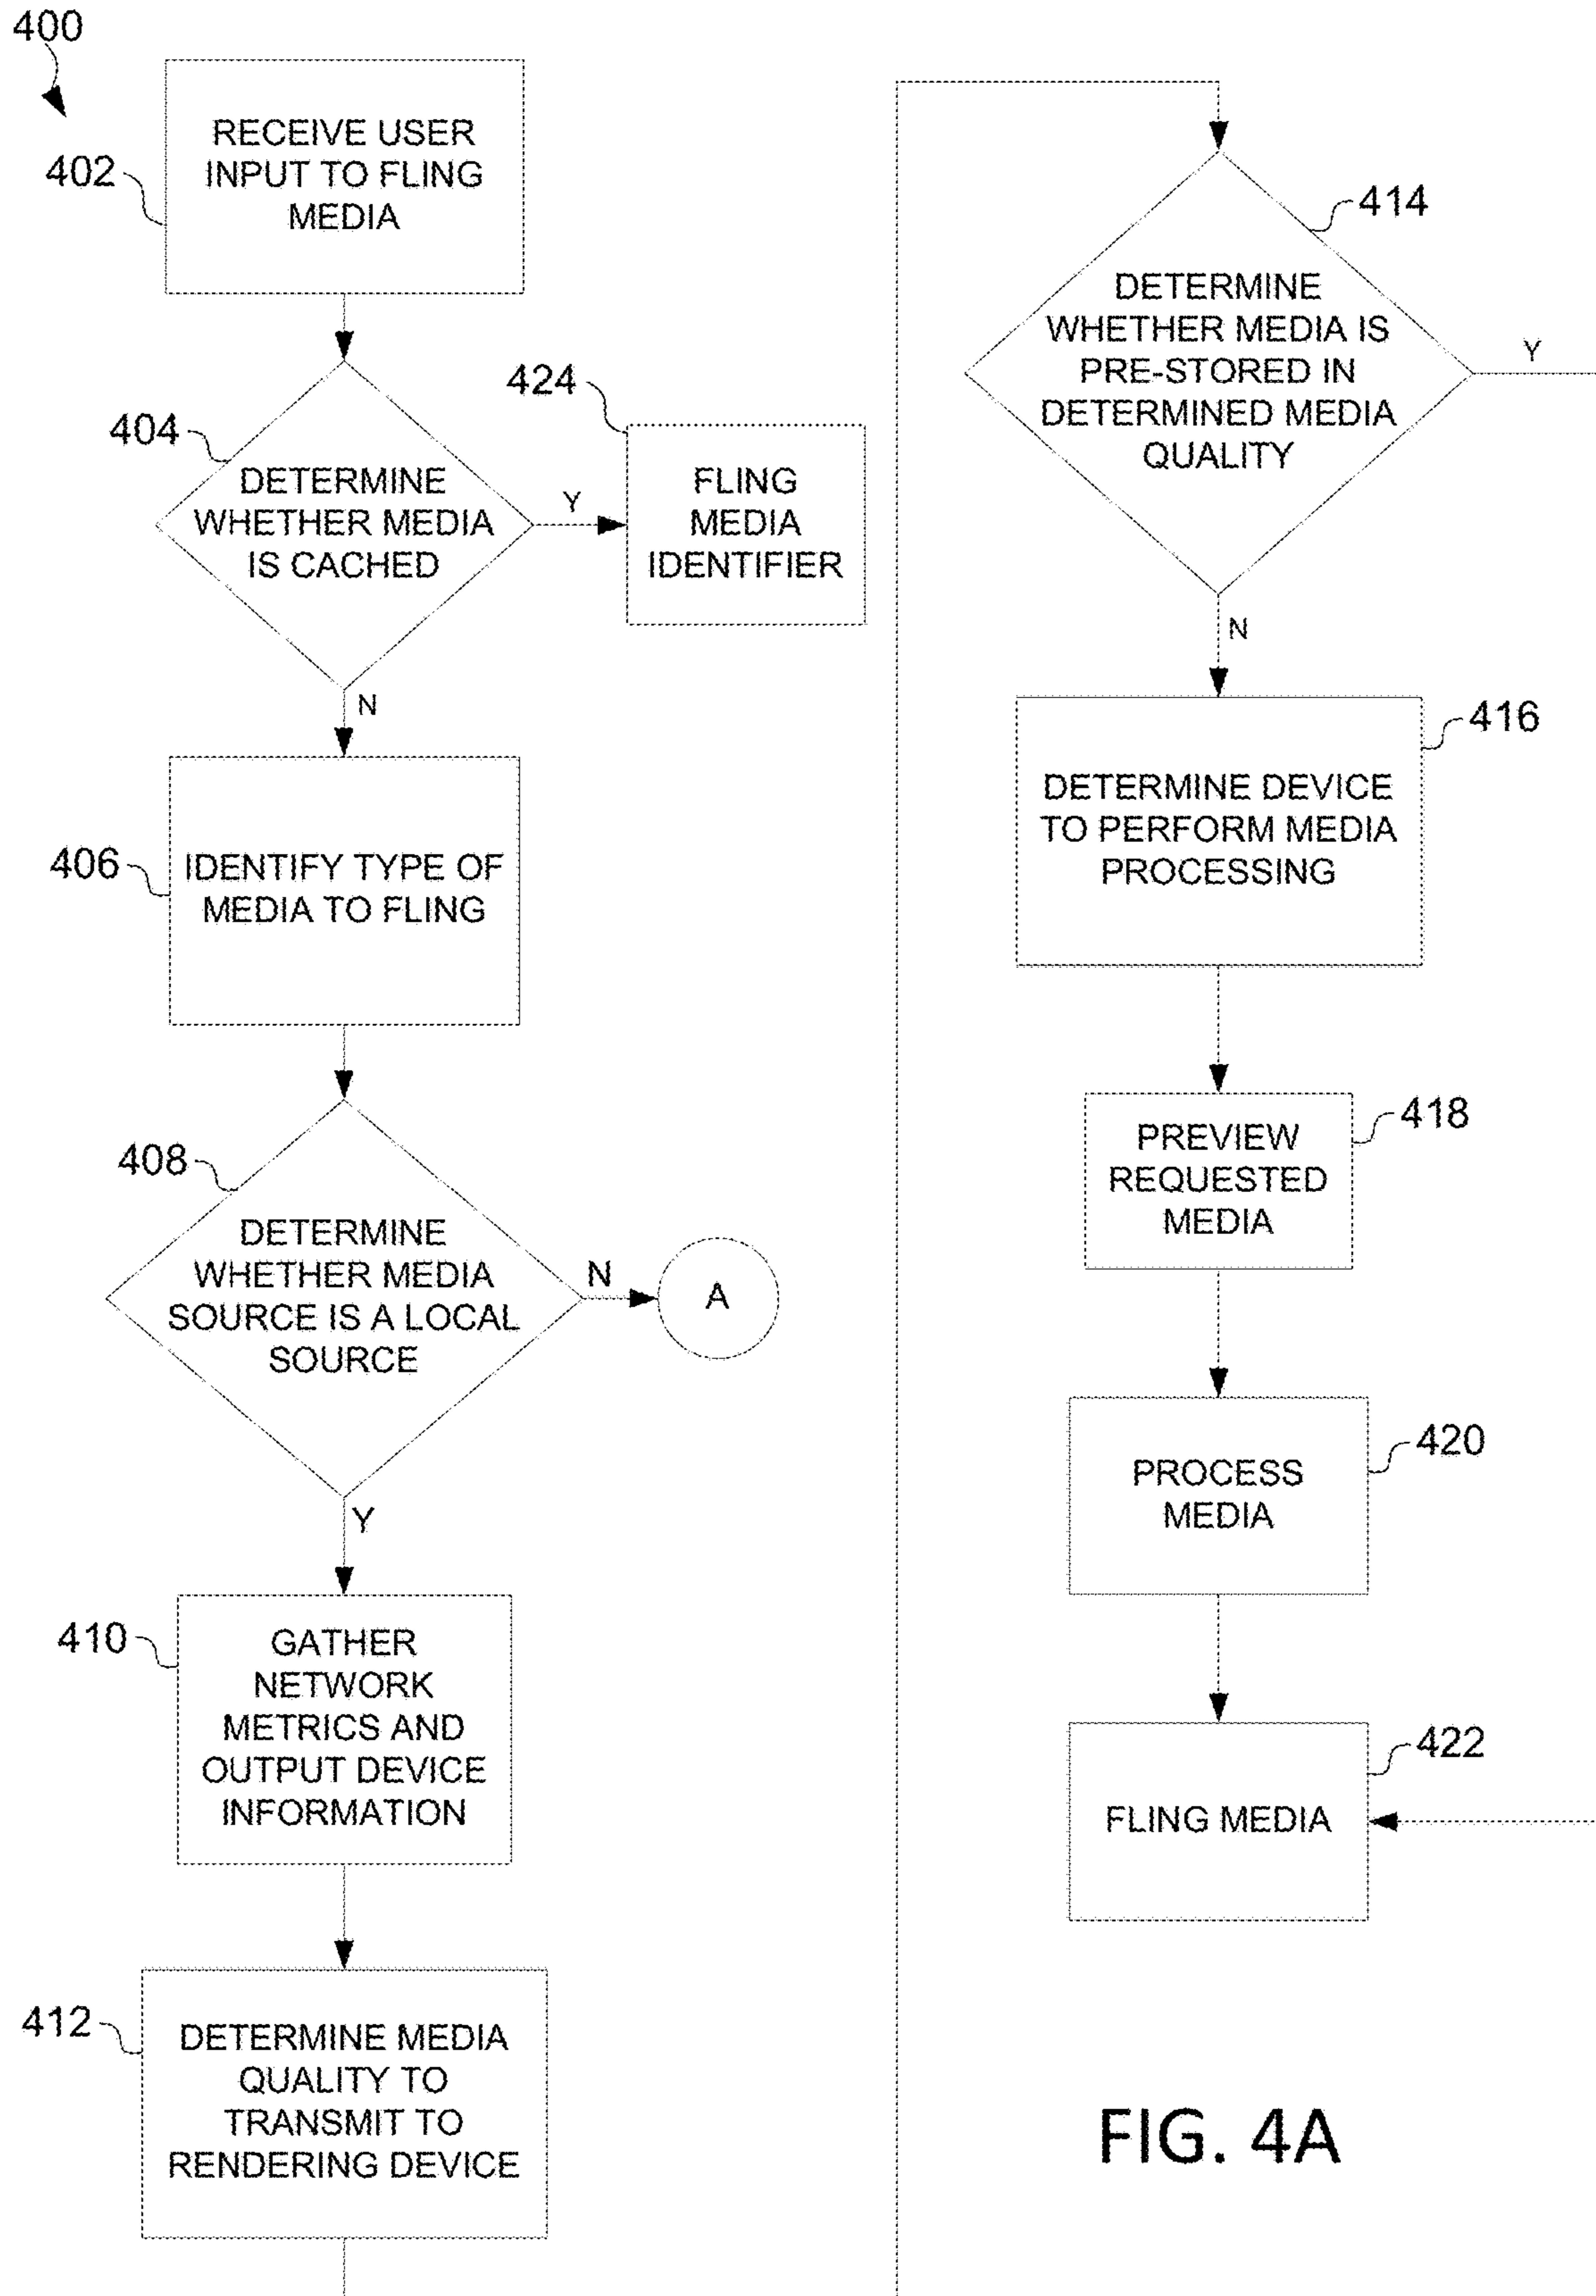 400
402
RECEIVE USER
INPUT TO FLING
MEDIA
404
DETERMINE
WHETHER MEDIA
IS CACHED
Y
N
424
FLING
MEDIA
IDENTIFIER
406
IDENTIFY TYPE OF
MEDIA TO FLING
408
DETERMINE
WHETHER MEDIA
SOURCE IS A LOCAL
SOURCE
N
A
Y
410
GATHER
NETWORK
METRICS AND
OUTPUT DEVICE
INFORMATION
412
DETERMINE MEDIA
QUALITY TO
TRANSMIT TO
RENDERING DEVICE
414
DETERMINE
WHETHER MEDIA IS
PRE-STORED IN
DETERMINED MEDIA
QUALITY
Y
N
416
DETERMINE DEVICE
TO PERFORM MEDIA
PROCESSING
418
PREVIEW
REQUESTED
MEDIA
420
PROCESS
MEDIA
422
FLING MEDIA
FIG. 4A